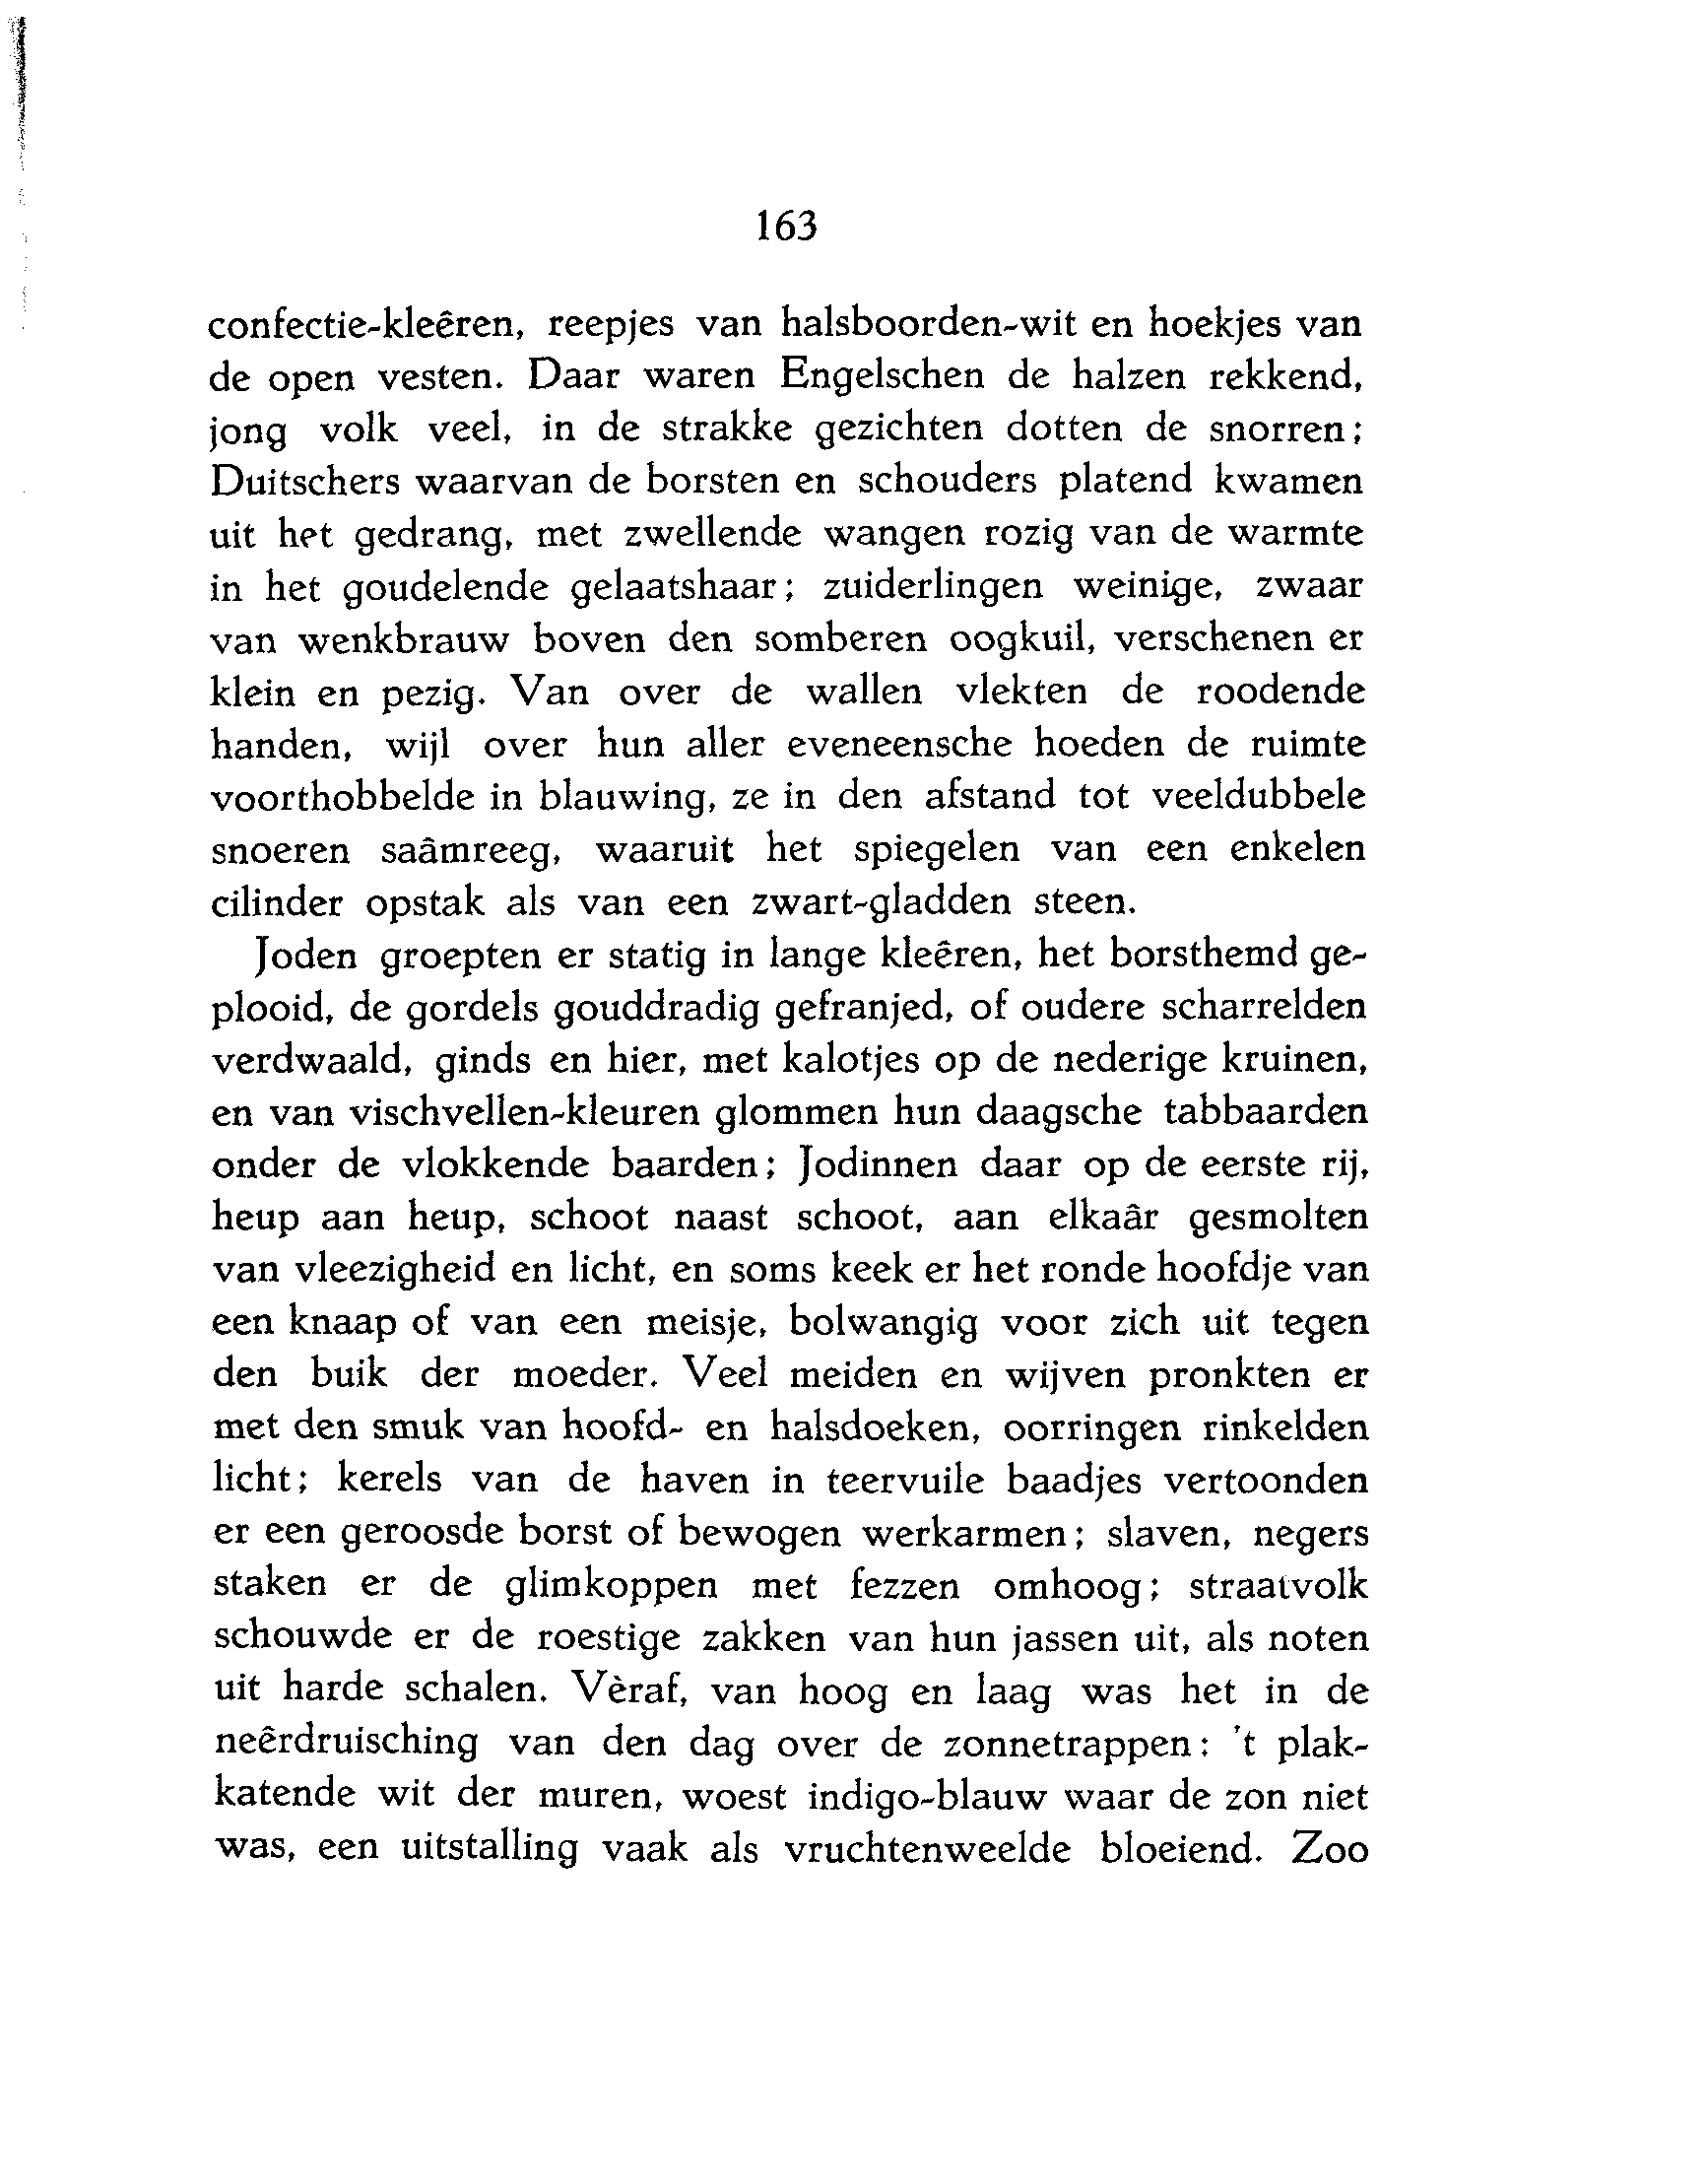 163
confectie-kleêren, reepjes van halsboorden-wit en hoekjes van
de open vesten. Daar waren Engelschen de halzen rekkend,
jong volk veel, in de strakke gezichten dotten de snorren;
Duitschers waarvan de borsten en schouders platend kwamen
uit het gedrang, met zwellende wangen rozig van de warmte
in het goudelende gelaatshaar; zuiderlingen weinige, zwaar
van wenkbrauw boven den somberen oogkuil, verschenen er
klein en pezig. Van over de wallen vlekten de roodende
handen, wijl over hun aller eveneensche hoeden de ruimte
voorthobbelde in blauwing, ze in den afstand tot veeldubbele
snoeren saâmreeg, waaruit het spiegelen van een enkelen
cilinder opstak als van een zwart-gladden steen.
Joden groepten er statig in lange kleêren, het borsthemd ge-
plooid, de gordels gouddradig gefranjed, of oudere scharrelden
verdwaald, ginds en hier, met kalotjes op de nederige kruinen,
en van vischvellen-kleuren glommen hun daagsche tabbaarden
onder de vlokkende baarden; Jodinnen daar op de eerste rij,
heup aan heup, schoot naast schoot, aan elkaâr gesmolten
van vleezigheid en licht, en soms keek er het ronde hoofdje van
een knaap of van een meisje, bolwangig voor zich uit tegen
den buik der moeder. Veel meiden en wijven pronkten er
met den smuk van hoofd- en halsdoeken, oorringen rinkelden
licht; kerels van de haven in teervuile baadjes vertoonden
er een geroosde borst of bewogen werkarmen; slaven, negers
staken er de glimkoppen met fezzen omhoog; straatvolk
schouwde er de roestige zakken van hun jassen uit, als noten
uit harde schalen. Vèraf, van hoog en laag was het in de
neêrdruisching van den dag over de zonnetrappen: 't plak-
katende wit der muren, woest indigo-blauw waar de zon niet
was, een uitstalling vaak als vruchtenweelde bloeiend. Zoo